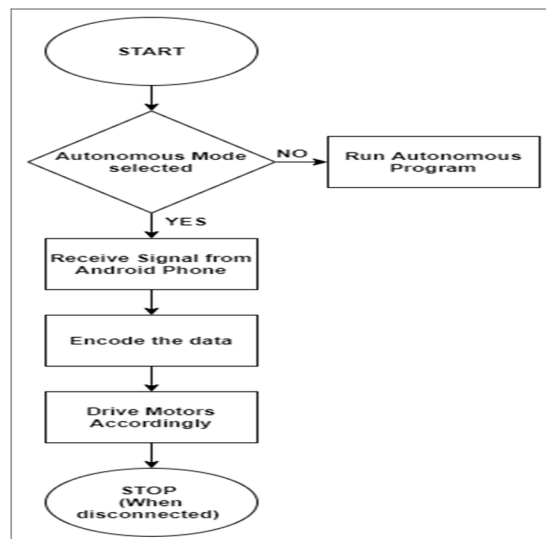 START
Autonomous Mode
selected
NO
Run Autonomous
Program
YES
Receive Signal from
Android Phone
Encode the data
Drive Motors
Accordingly
STOP
(When
disconnected)